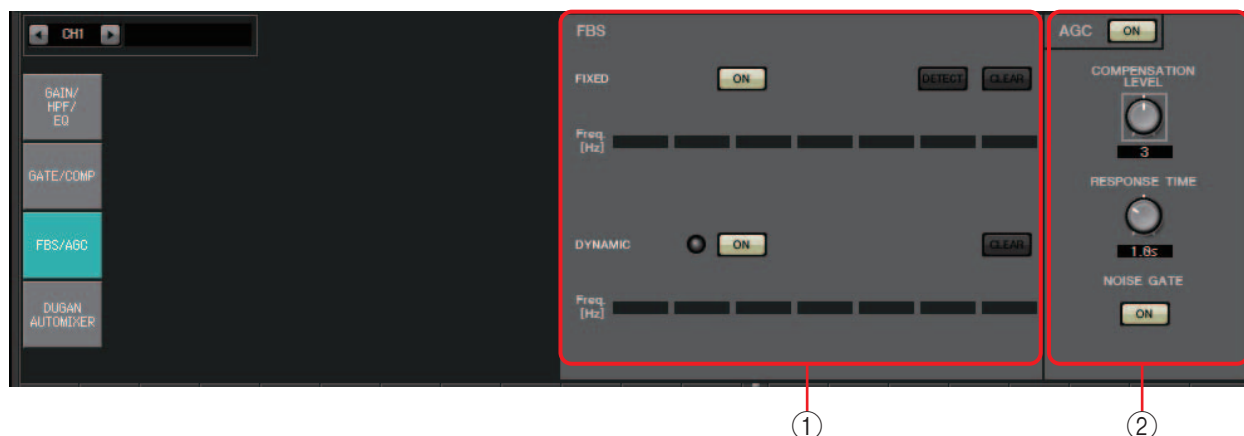 CH1
GAIN/
HPF/
EQ
GATE/COMP
FBS/AGC
DUGAN
AUTOMIXER
FBS
FIXED
ON
DETECT
CLEAR
Freq.
[Hz]
DYNAMIC
ON
CLEAR
Freq.
[Hz]
AGC
ON
COMPENSATION
LEVEL
3
RESPONSE TIME
1.0s
NOISE GATE
ON
①
②